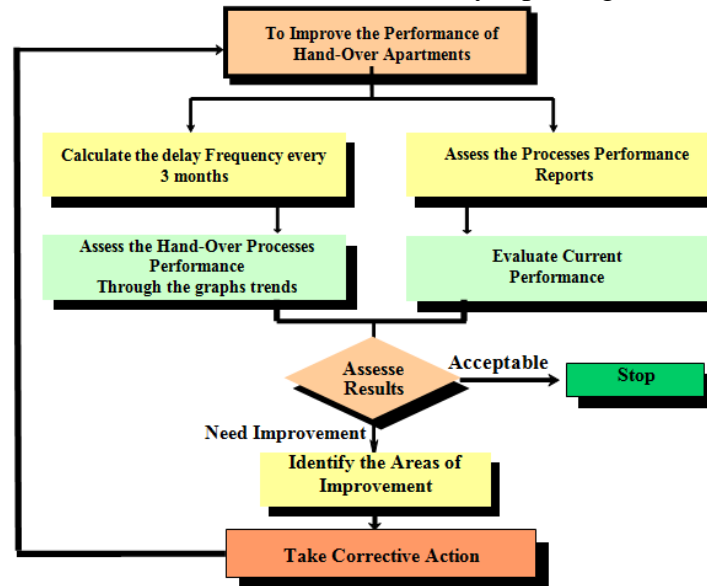 To Improve the Performance of
Hand-Over Apartments
Calculate the delay Frequency every
3 months
Assess the Processes Performance
Reports
Assess the Hand-Over Processes
Performance
Through the graphs trends
Evaluate Current
Performance
Assesse
Results
Acceptable
Stop
Need Improvement
Identify the Areas of
Improvement
Take Corrective Action